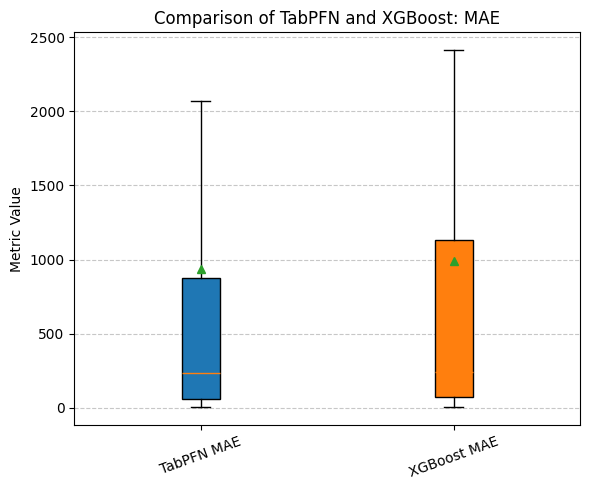 Comparison of TabPFN and XGBoost: MAE
Metric Value
2500
2000
1500
1000
500
0
TabPFN MAE
XGBoost MAE